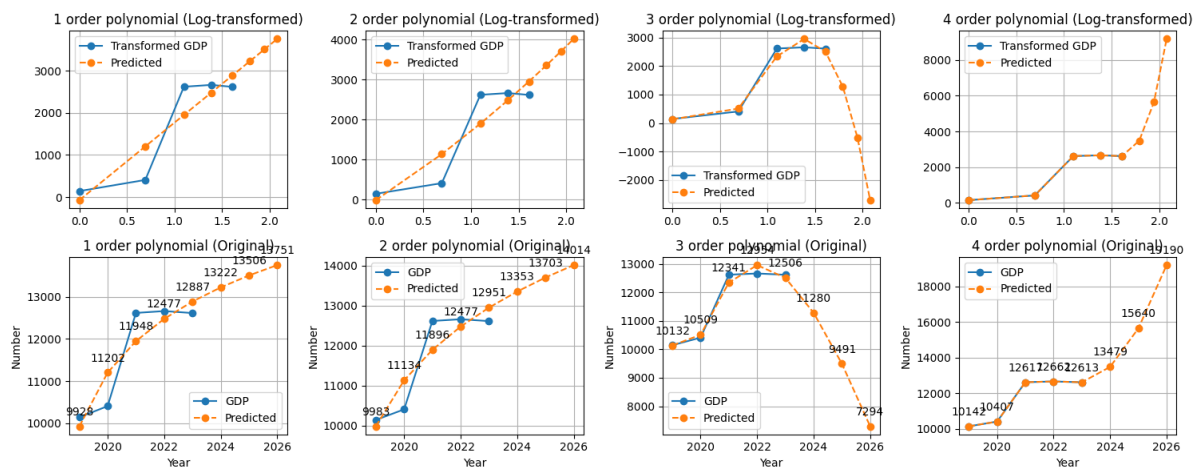 1 order polynomial (Log-transformed)
Transformed GDP
Predicted
3000
2000
1000
0
0.0 0.5 1.0 1.5 2.0
2 order polynomial (Log-transformed)
Transformed GDP
Predicted
4000
3000
2000
1000
0
0.0 0.5 1.0 1.5 2.0
3 order polynomial (Log-transformed)
Transformed GDP
Predicted
3000
2000
1000
0
−1000
−2000
0.0 0.5 1.0 1.5 2.0
4 order polynomial (Log-transformed)
Transformed GDP
Predicted
8000
6000
4000
2000
0
0.0 0.5 1.0 1.5 2.0
1 order polynomial (Original)
13751
13506
13222
12887
12477
11948
11202
9928
GDP
Predicted
Number
13000
12000
11000
10000
2020 2022 2024 2026
Year
2 order polynomial (Original)
14014
13703
13353
12951
12477
11896
11134
9983
GDP
Predicted
Number
14000
13000
12000
11000
10000
2020 2022 2024 2026
Year
3 order polynomial (Original)
12954
12506
12341
11280
10509
10132
9491
7294
GDP
Predicted
Number
13000
12000
11000
10000
9000
8000
7000
2020 2022 2024 2026
Year
4 order polynomial (Original)
19190
15640
13479
12617
12662
12613
10407
10142
GDP
Predicted
Number
18000
16000
14000
12000
10000
2020 2022 2024 2026
Year